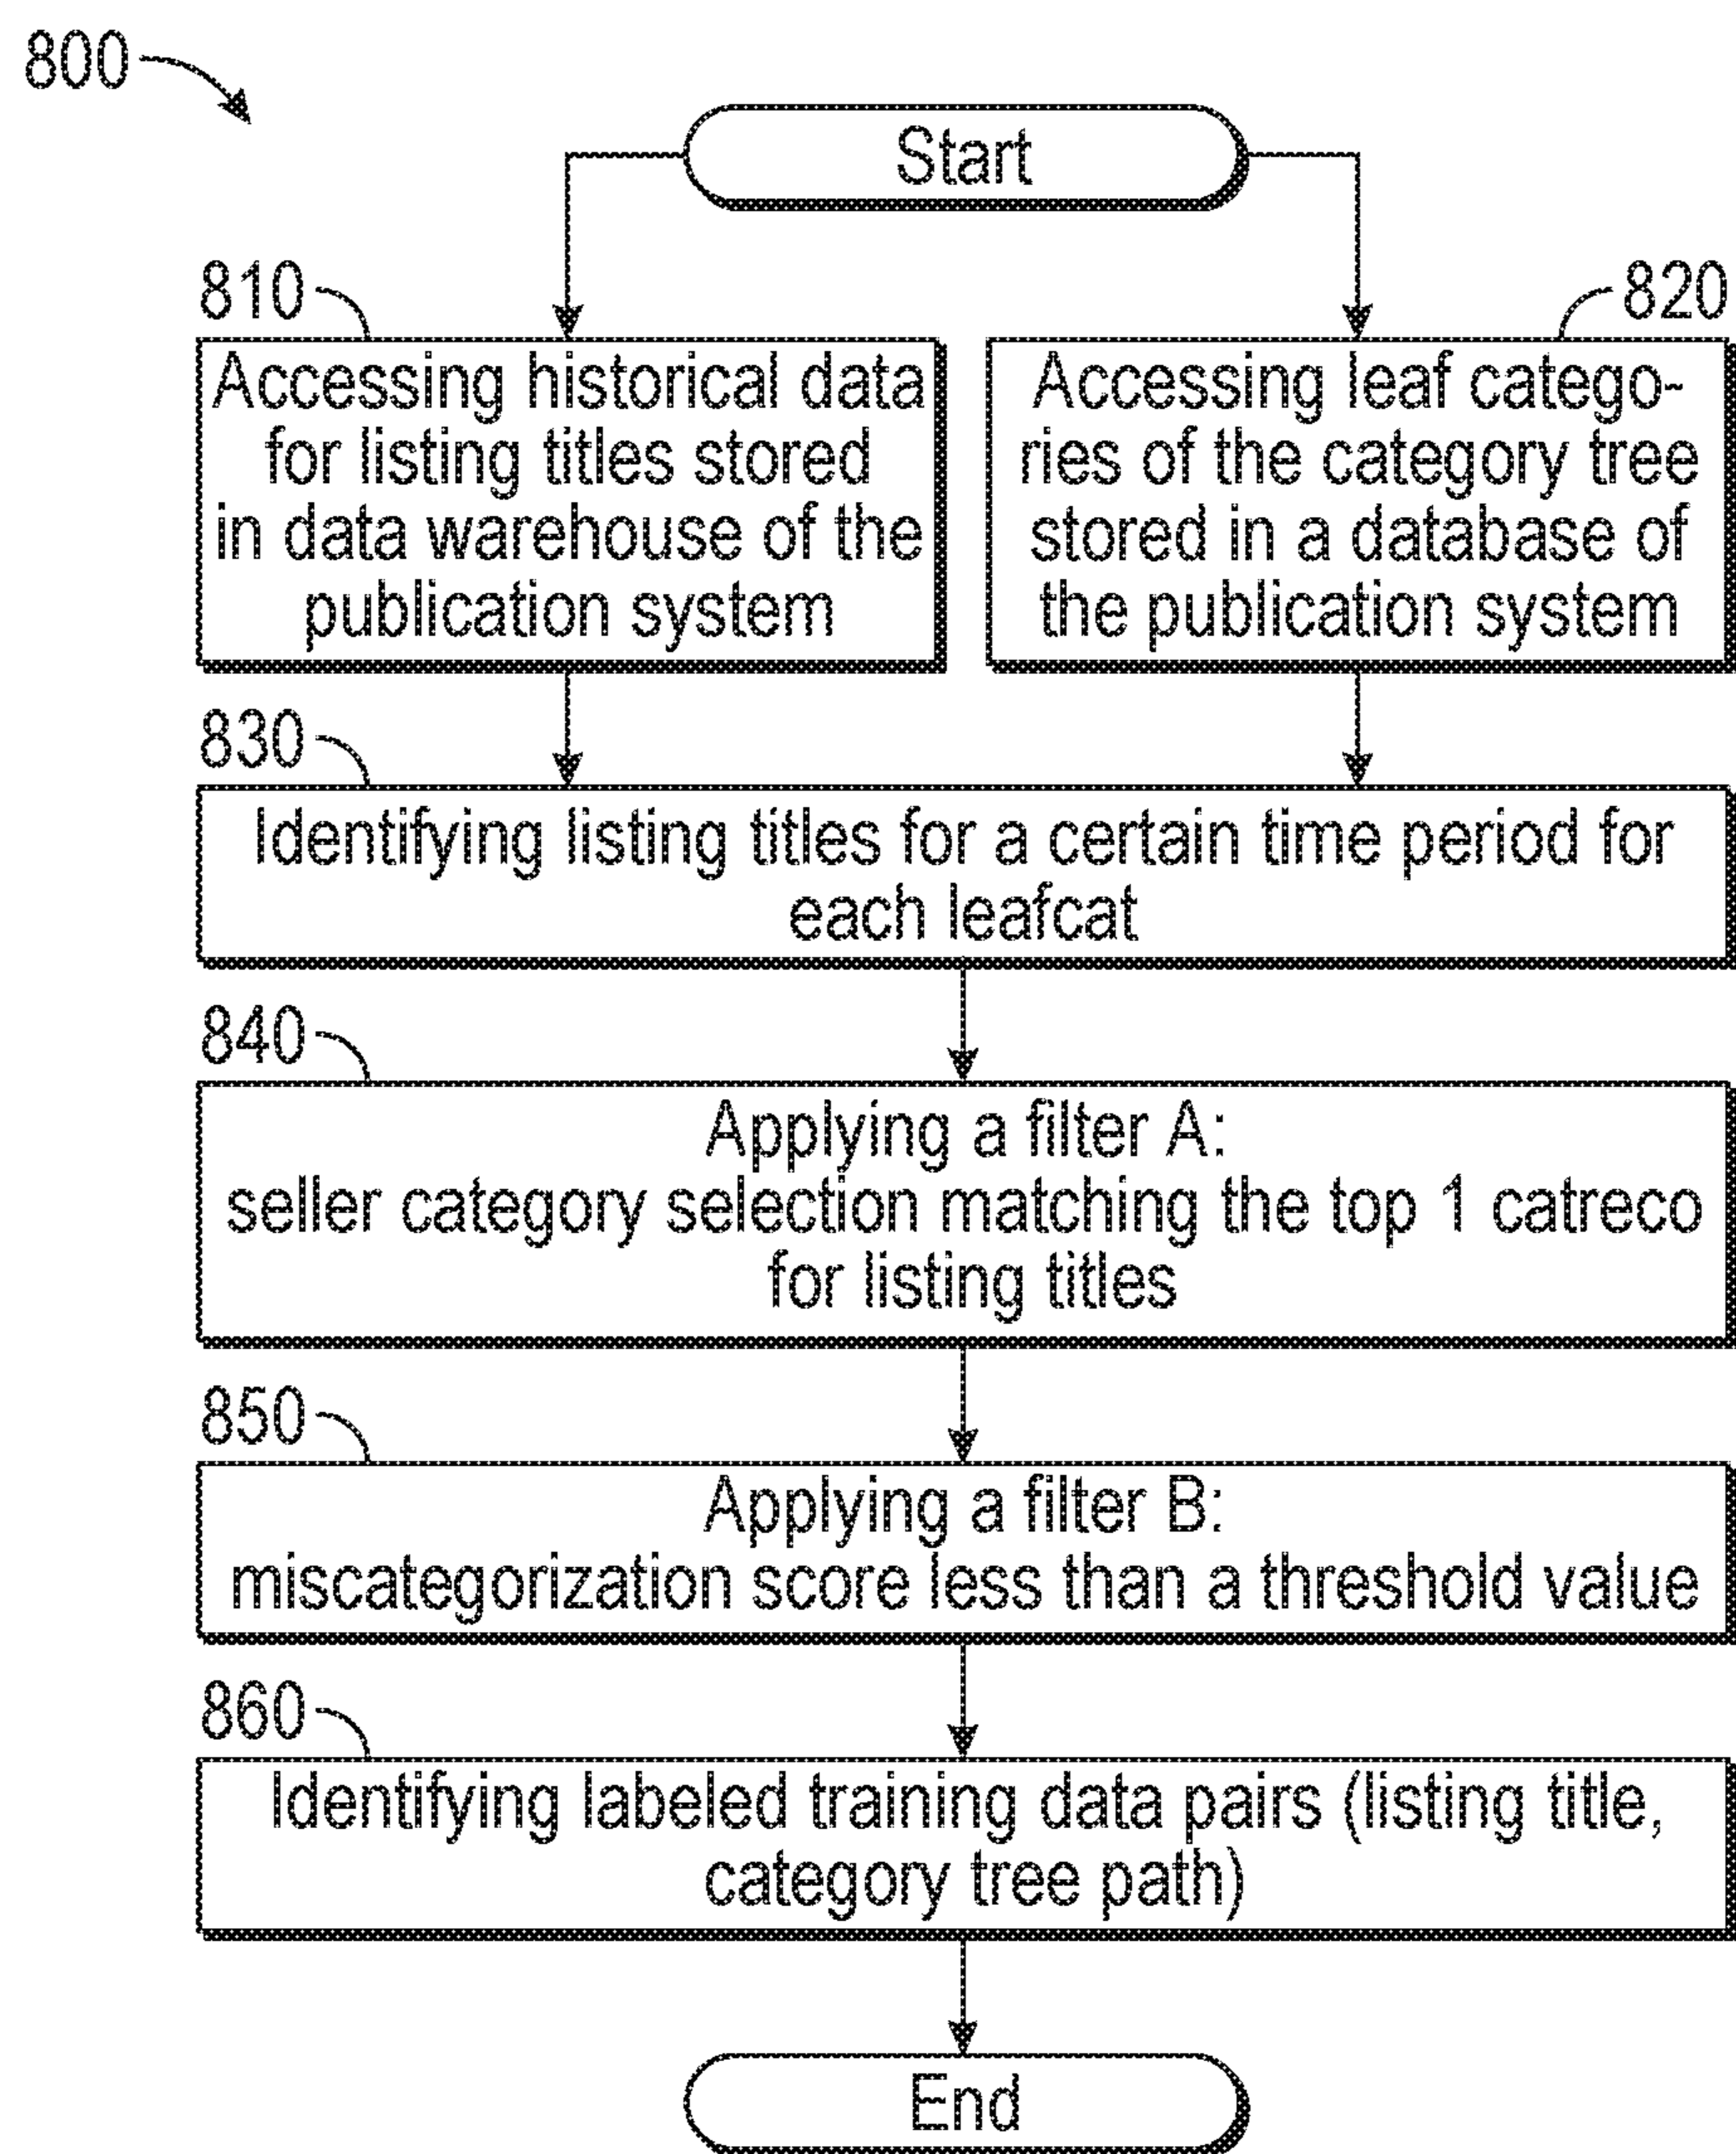 800
Start
810
Accessing historical data
for listing titles stored
in data warehouse of the
publication system
820
Accessing leaf catego-
ries of the category tree
stored in a database of
the publication system
830
Identifying listing titles for a certain time period for
each leafcat
840
Applying a filter A:
seller category selection matching the top 1 catreco
for listing titles
850
Applying a filter B:
miscategorization score less than a threshold value
860
Identifying labeled training data pairs (listing title,
category tree path)
End